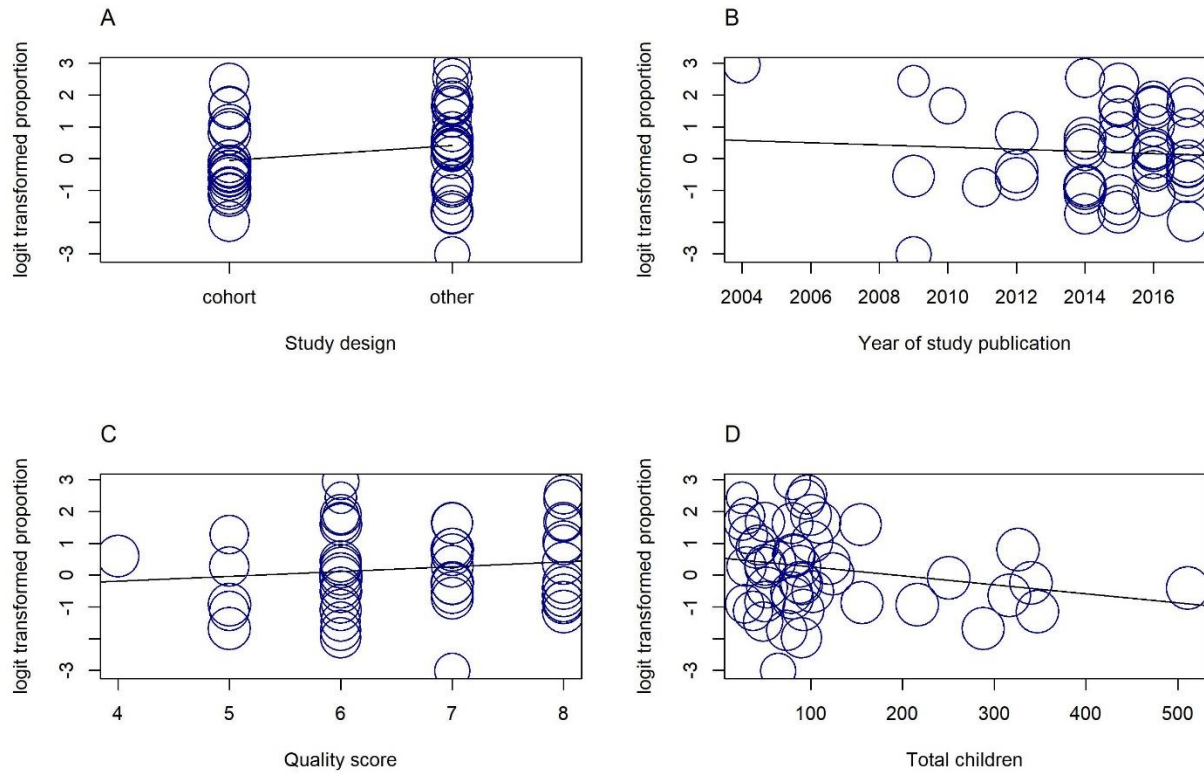 A
logit transformed proportion
3
2
1
0
-1
-3
cohort other
Study design
B
logit transformed proportion
3
2
1
0
-1
-3
2004 2006 2008 2010 2012 2014 2016
Year of study publication
C
logit transformed proportion
3
2
1
0
-1
-3
4 5 6 7 8
Quality score
D
logit transformed proportion
3
2
1
0
-1
-3
100 200 300 400 500
Total children